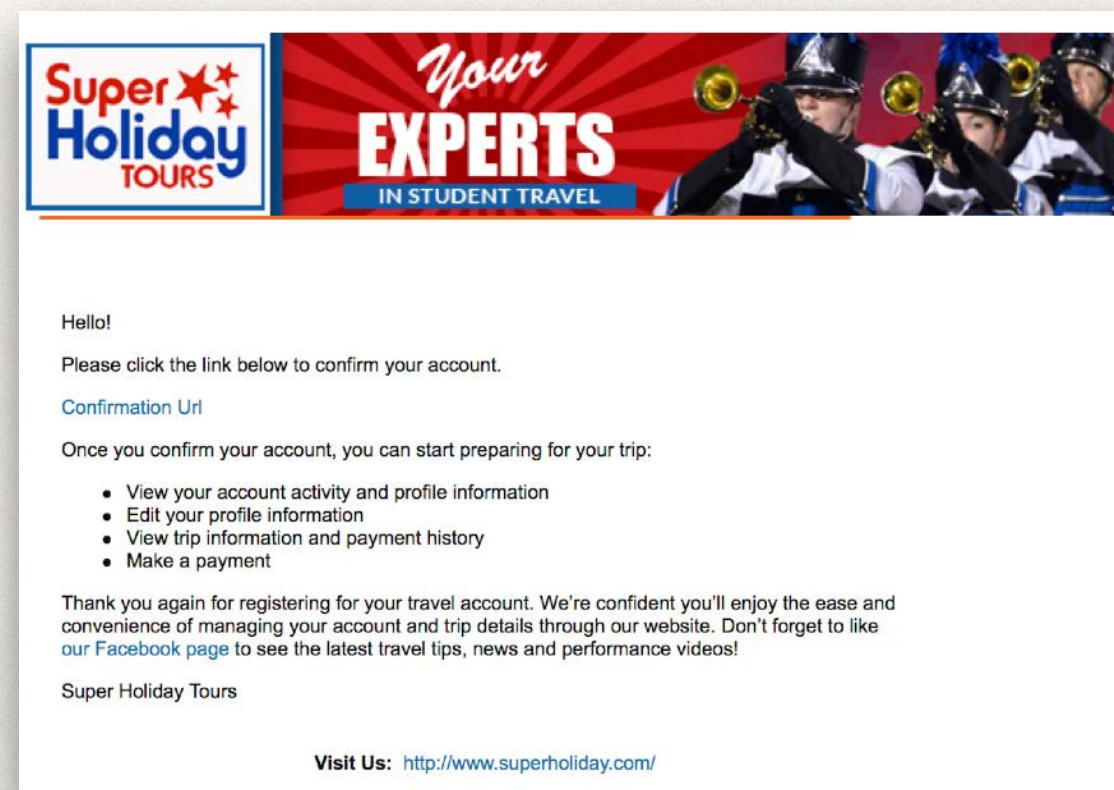 Super
Holiday
TOURS
Your
EXPERTS
IN STUDENT TRAVEL
Hello!
Please click the link below to confirm your account.
Confirmation Url
Once you confirm your account, you can start preparing for your trip:
• View your account activity and profile information
• Edit your profile information
• View trip information and payment history
• Make a payment
Thank you again for registering for your travel account. We're confident you'll enjoy the ease and
convenience of managing your account and trip details through our website. Don't forget to like
our Facebook page to see the latest travel tips, news and performance videos!
Super Holiday Tours
Visit Us: http://www.superholiday.com/